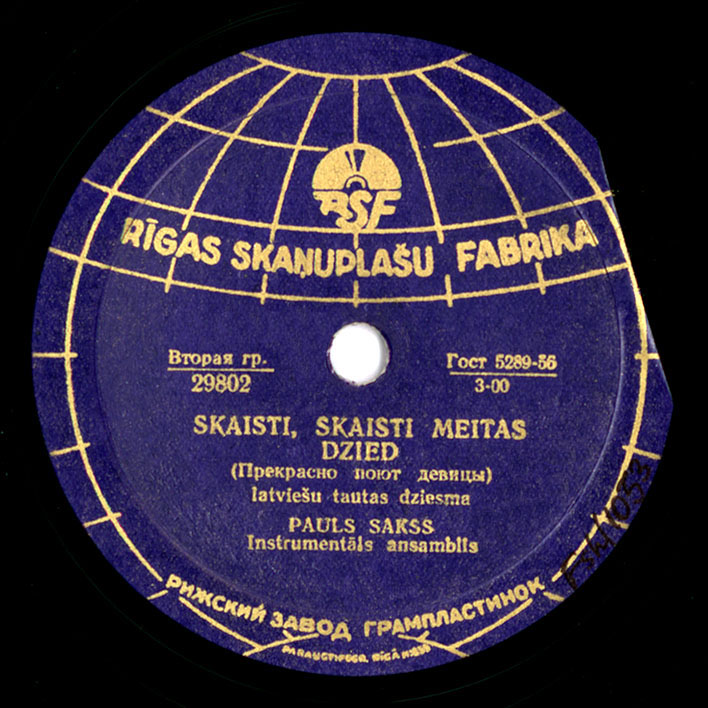 RSF
RĪGAS SKAŅUPLAŠU FABRIKA
Вторая гр.
29802
Гост 5289-56
3-00
SKAISTI, SKAISTI MEITAS
DZIED
(Прекрасно поют девицы)
latviešu tautas dziesma
PAULS SAKSS
Instrumentāls ansamblis
РИЖСКИЙ ЗАВОД ГРАМПЛАСТИНОК
RĪGĀ